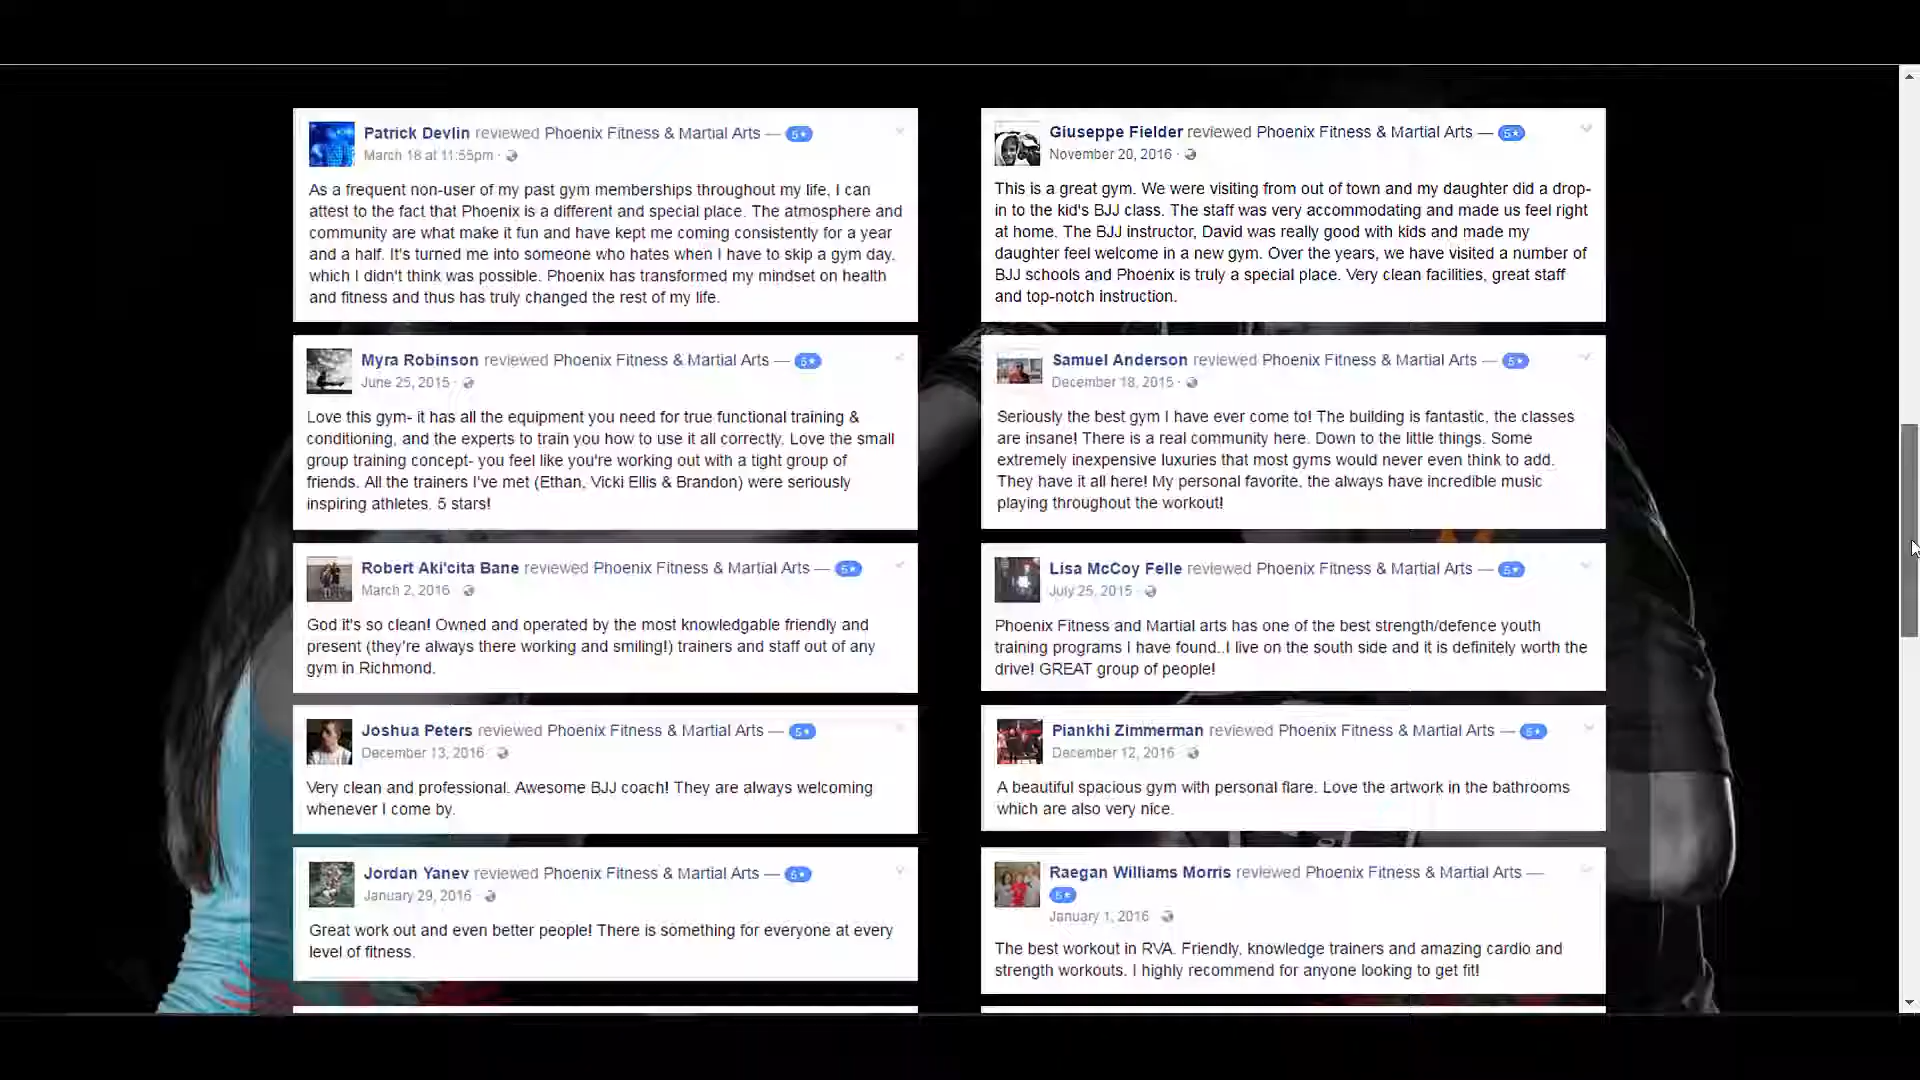 Patrick Devlin reviewed Phoenix Fitness & Martial Arts — 5★
March 18 at 11:55pm ·
As a frequent non-user of my past gym memberships throughout my life, I can
attest to the fact that Phoenix is a different and special place. The atmosphere and
community are what make it fun and have kept me coming consistently for a year
and a half. It's turned me into someone who hates when I have to skip a gym day,
which I didn't think was possible. Phoenix has transformed my mindset on health
and fitness and thus has truly changed the rest of my life.
Giuseppe Fielder reviewed Phoenix Fitness & Martial Arts — 5★
November 20, 2016 ·
This is a great gym. We were visiting from out of town and my daughter did a drop-
in to the kid's BJJ class. The staff was very accommodating and made us feel right
at home. The BJJ instructor, David was really good with kids and made my
daughter feel welcome in a new gym. Over the years, we have visited a number of
BJJ schools and Phoenix is truly a special place. Very clean facilities, great staff
and top-notch instruction.
Myra Robinson reviewed Phoenix Fitness & Martial Arts — 5★
June 25, 2015 ·
Love this gym- it has all the equipment you need for true functional training &
conditioning, and the experts to train you how to use it all correctly. Love the small
group training concept- you feel like you're working out with a tight group of
friends. All the trainers I've met (Ethan, Vicki Ellis & Brandon) were seriously
inspiring athletes. 5 stars!
Samuel Anderson reviewed Phoenix Fitness & Martial Arts — 5★
December 18, 2015 ·
Seriously the best gym I have ever come to! The building is fantastic, the classes
are insane! There is a real community here. Down to the little things. Some
extremely inexpensive luxuries that most gyms would never even think to add.
They have it all here! My personal favorite, the always have incredible music
playing throughout the workout!
Robert Aki'cita Bane reviewed Phoenix Fitness & Martial Arts — 5★
March 2, 2016 ·
God it's so clean! Owned and operated by the most knowledgable friendly and
present (they're always there working and smiling!) trainers and staff out of any
gym in Richmond.
Lisa McCoy Felle reviewed Phoenix Fitness & Martial Arts — 5★
July 25, 2015 ·
Phoenix Fitness and Martial arts has one of the best strength/defence youth
training programs I have found..I live on the south side and it is definitely worth the
drive! GREAT group of people!
Joshua Peters reviewed Phoenix Fitness & Martial Arts — 5★
December 13, 2016 ·
Very clean and professional. Awesome BJJ coach! They are always welcoming
whenever I come by.
Piankhi Zimmerman reviewed Phoenix Fitness & Martial Arts — 5★
December 12, 2016 ·
A beautiful spacious gym with personal flare. Love the artwork in the bathrooms
which are also very nice.
Jordan Yanev reviewed Phoenix Fitness & Martial Arts — 5★
January 29, 2016 ·
Great work out and even better people! There is something for everyone at every
level of fitness.
Raegan Williams Morris reviewed Phoenix Fitness & Martial Arts —
5★
January 1, 2016 ·
The best workout in RVA. Friendly, knowledge trainers and amazing cardio and
strength workouts. I highly recommend for anyone looking to get fit!